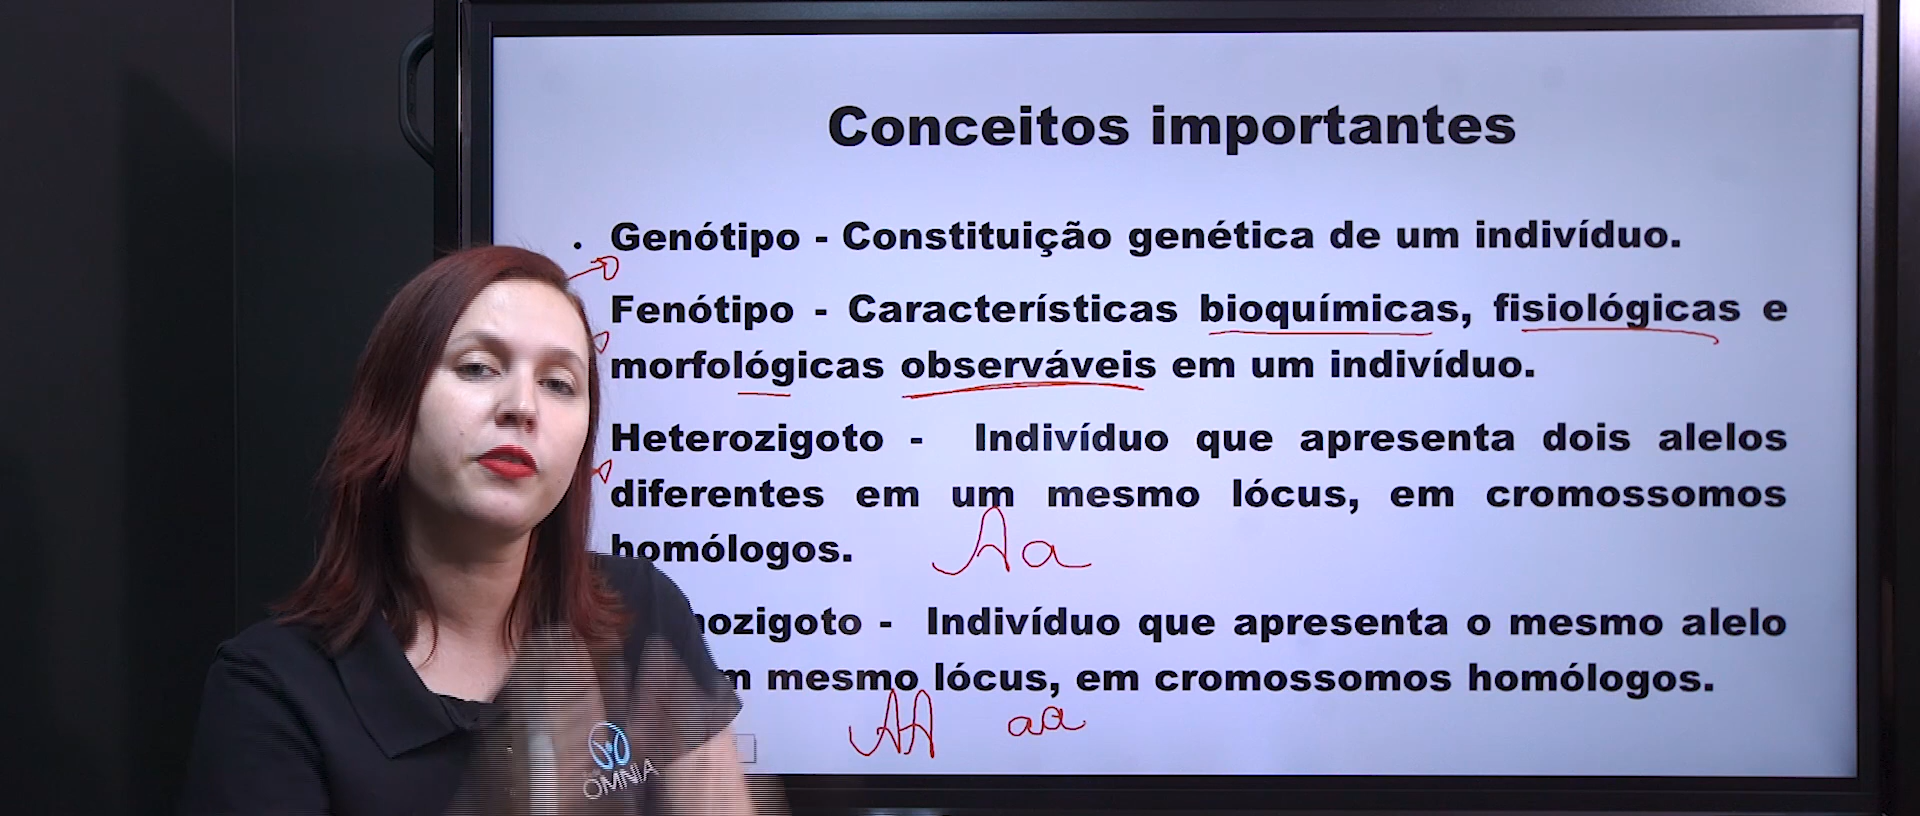 Conceitos importantes
Genótipo - Constituição genética de um indivíduo.
Fenótipo - Características bioquímicas, fisiológicas e
morfológicas observáveis em um indivíduo.
Heterozigoto - Indivíduo que apresenta dois alelos
diferentes em um mesmo lócus, em cromossomos
homólogos.
Aa
- Indivíduo que apresenta o mesmo alelo
mesmo lócus, em cromossomos homólogos.
AA aa
OMNIA